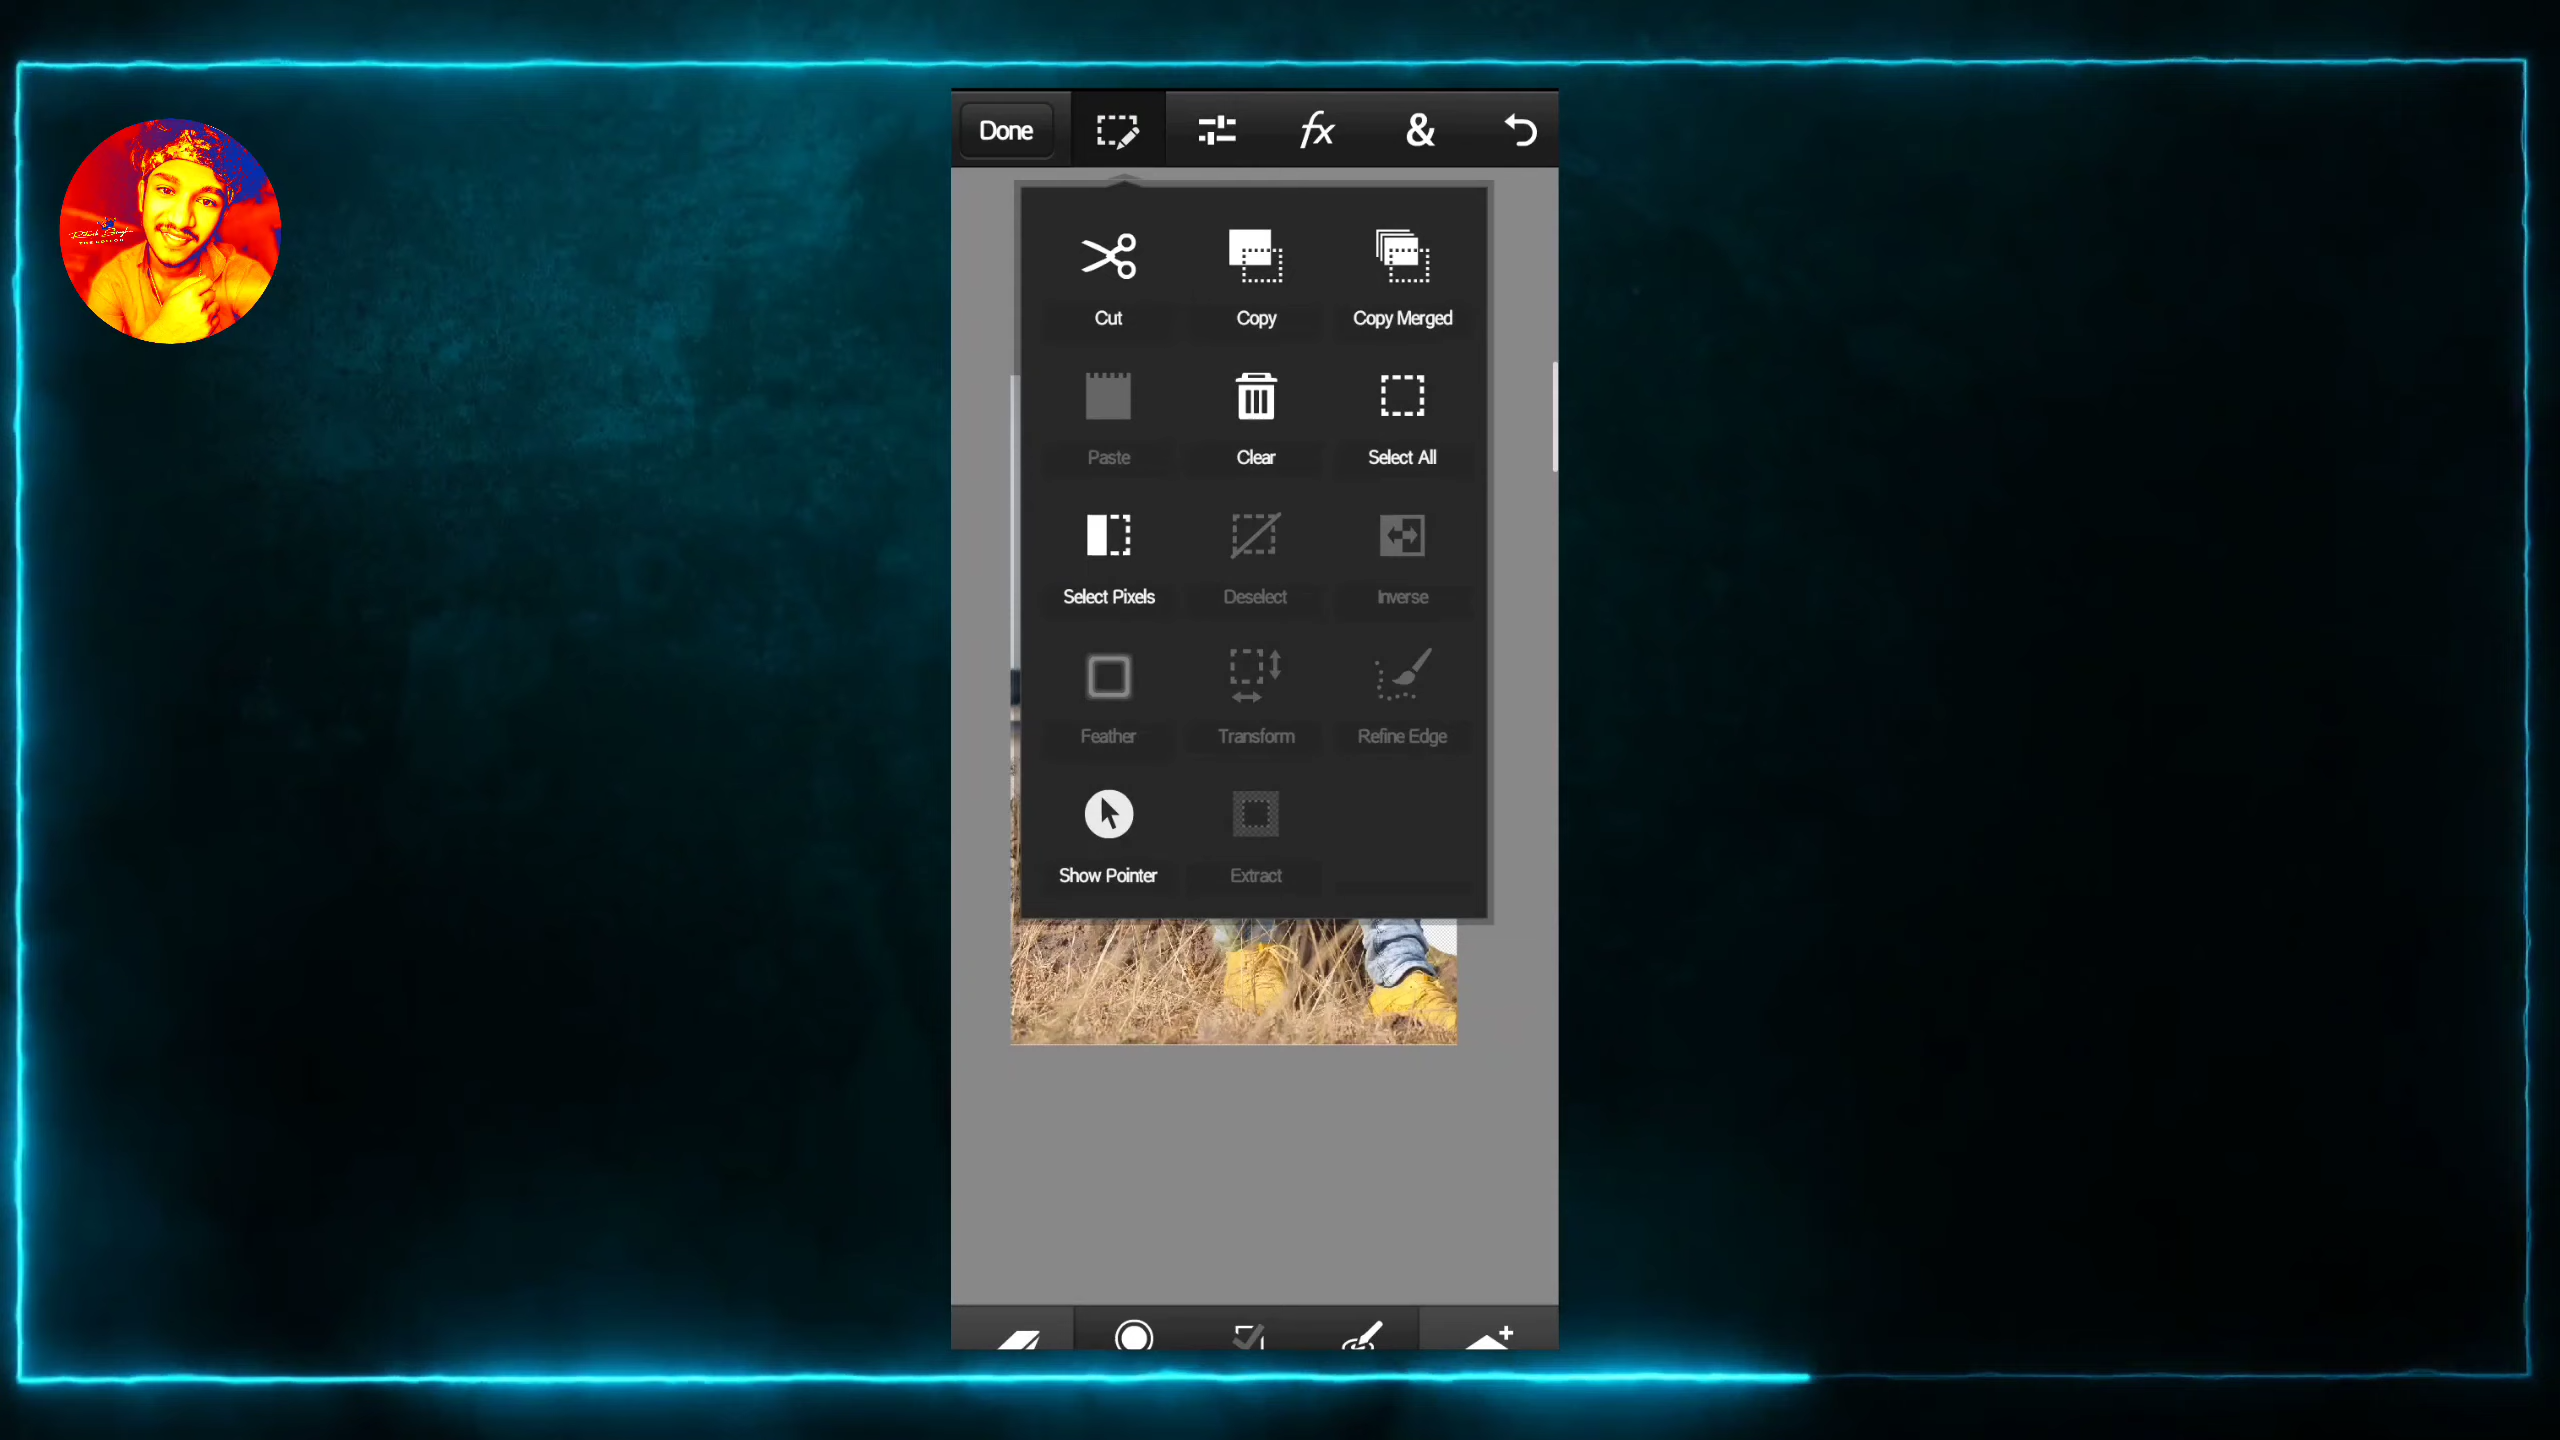 Done fx &
Cut Copy Copy Merged
Paste Clear Select All
Select Pixels Deselect Inverse
Feather Transform Refine Edge
Show Pointer Extract